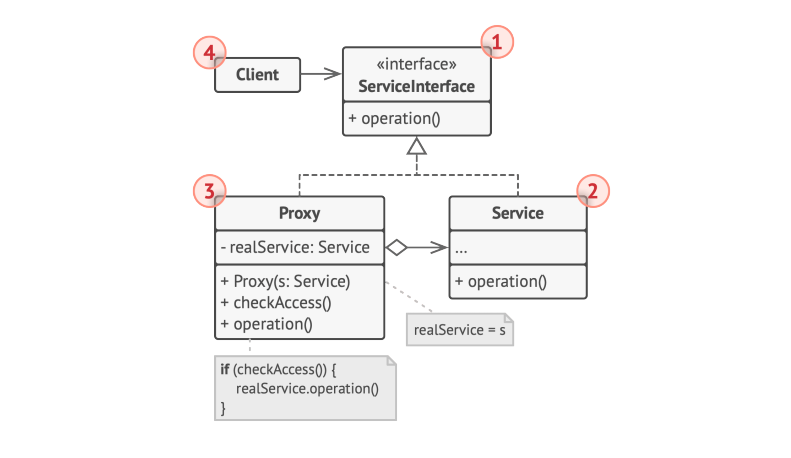 4
Client
1
«interface»
ServiceInterface
+ operation()
3
Proxy
- realService: Service
+ Proxy(s: Service)
+ checkAccess()
+ operation()
2
Service
...
+ operation()
realService = s
if (checkAccess()) {
realService.operation()
}